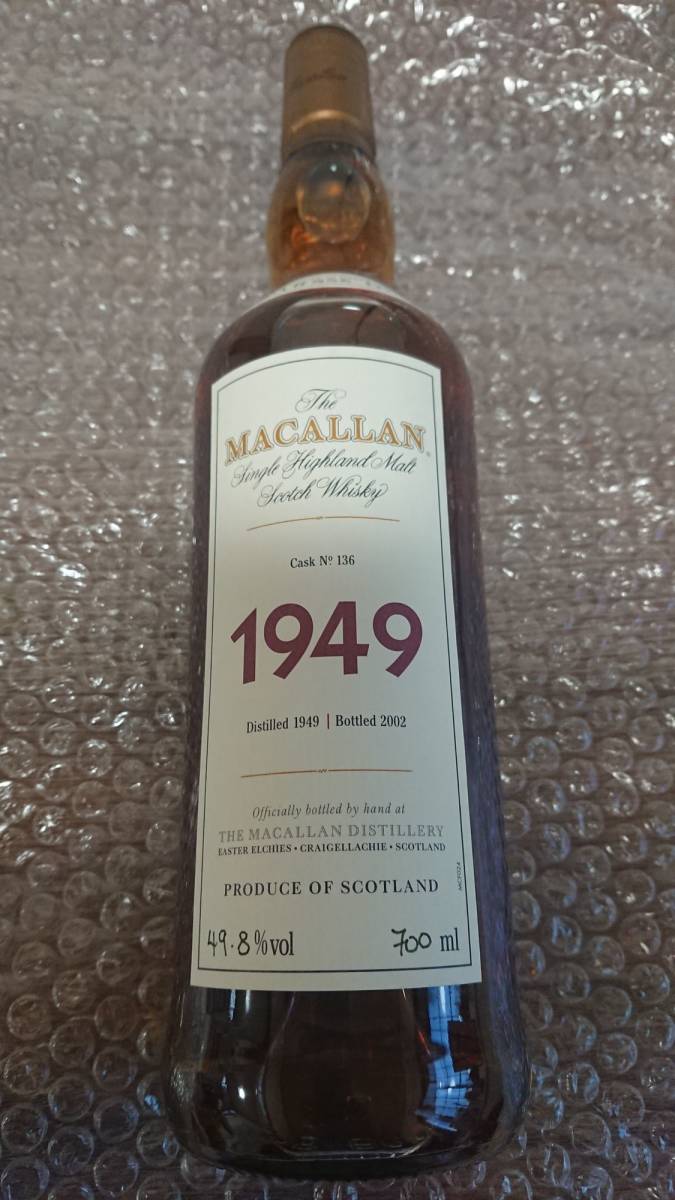 The
MACALLAN®
Single Highland Malt
Scotch Whisky
Cask Nº 136
1949
Distilled 1949 | Bottled 2002
Officially bottled by hand at
THE MACALLAN DISTILLERY
EASTER ELCHIES • CRAIGELLACHIE • SCOTLAND
PRODUCE OF SCOTLAND
49.8%vol 700 ml